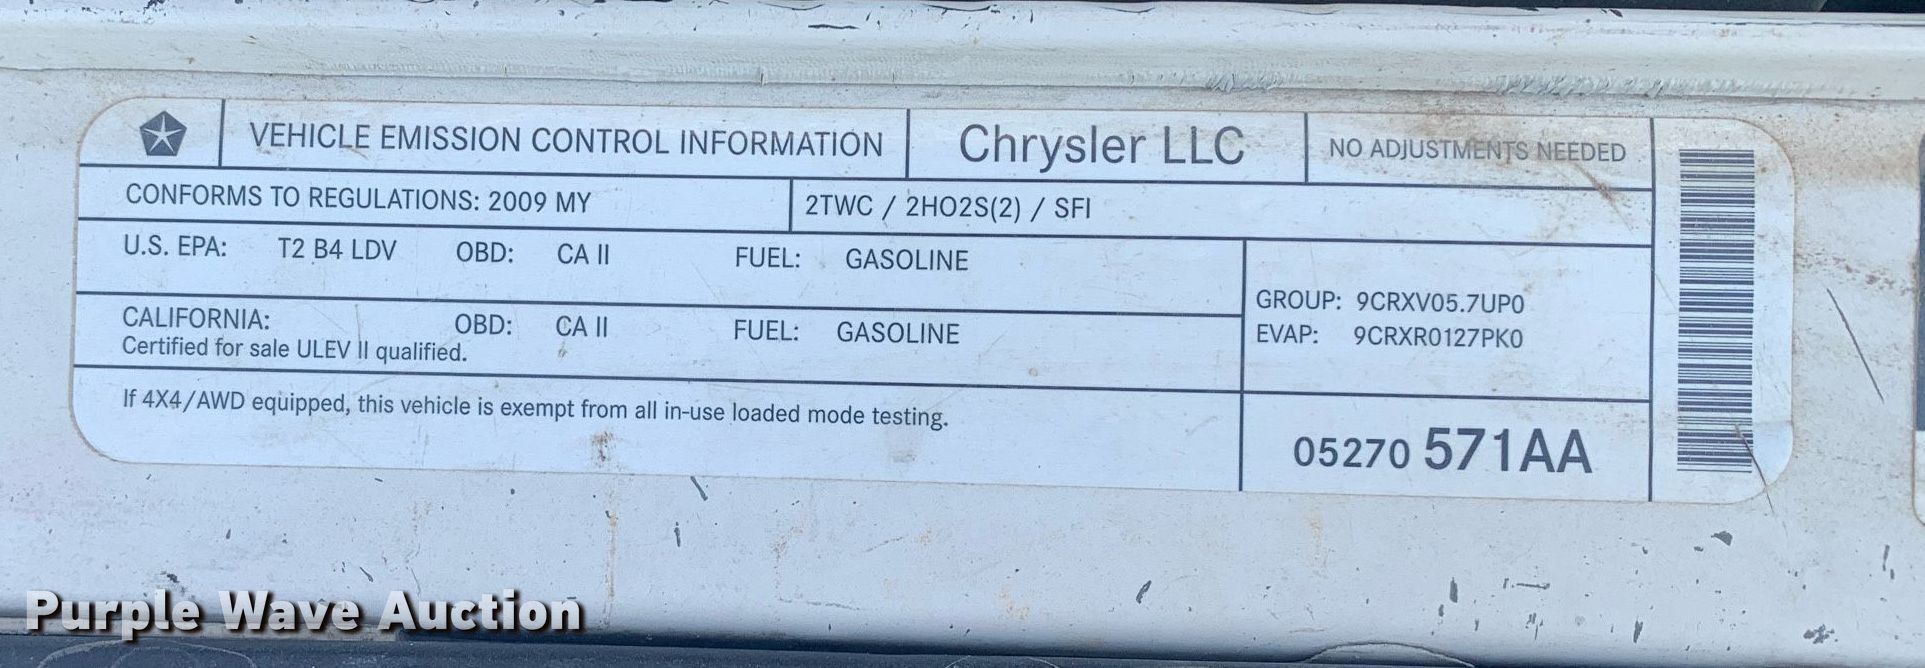 VEHICLE EMISSION CONTROL INFORMATION
Chrysler LLC
NO ADJUSTMENTS NEEDED
CONFORMS TO REGULATIONS: 2009 MY
2TWC / 2HO2S(2) / SFI
U.S. EPA: T2 B4 LDV OBD: CA II FUEL: GASOLINE
CALIFORNIA: OBD: CA II FUEL: GASOLINE
Certified for sale ULEV II qualified.
GROUP: 9CRXV05.7UP0
EVAP: 9CRXR0127PK0
If 4X4/AWD equipped, this vehicle is exempt from all in-use loaded mode testing.
05270 571AA
Purple Wave Auction